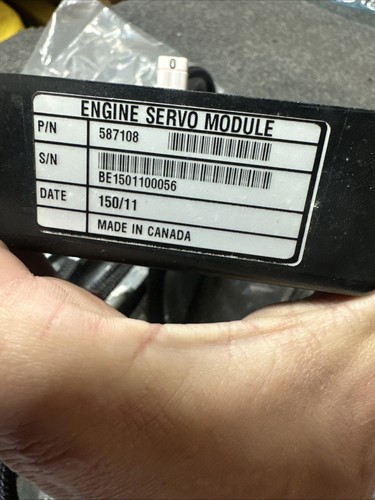 0
ENGINE SERVO MODULE
P/N 587108
S/N
BE1501100056
DATE 150/11
MADE IN CANADA